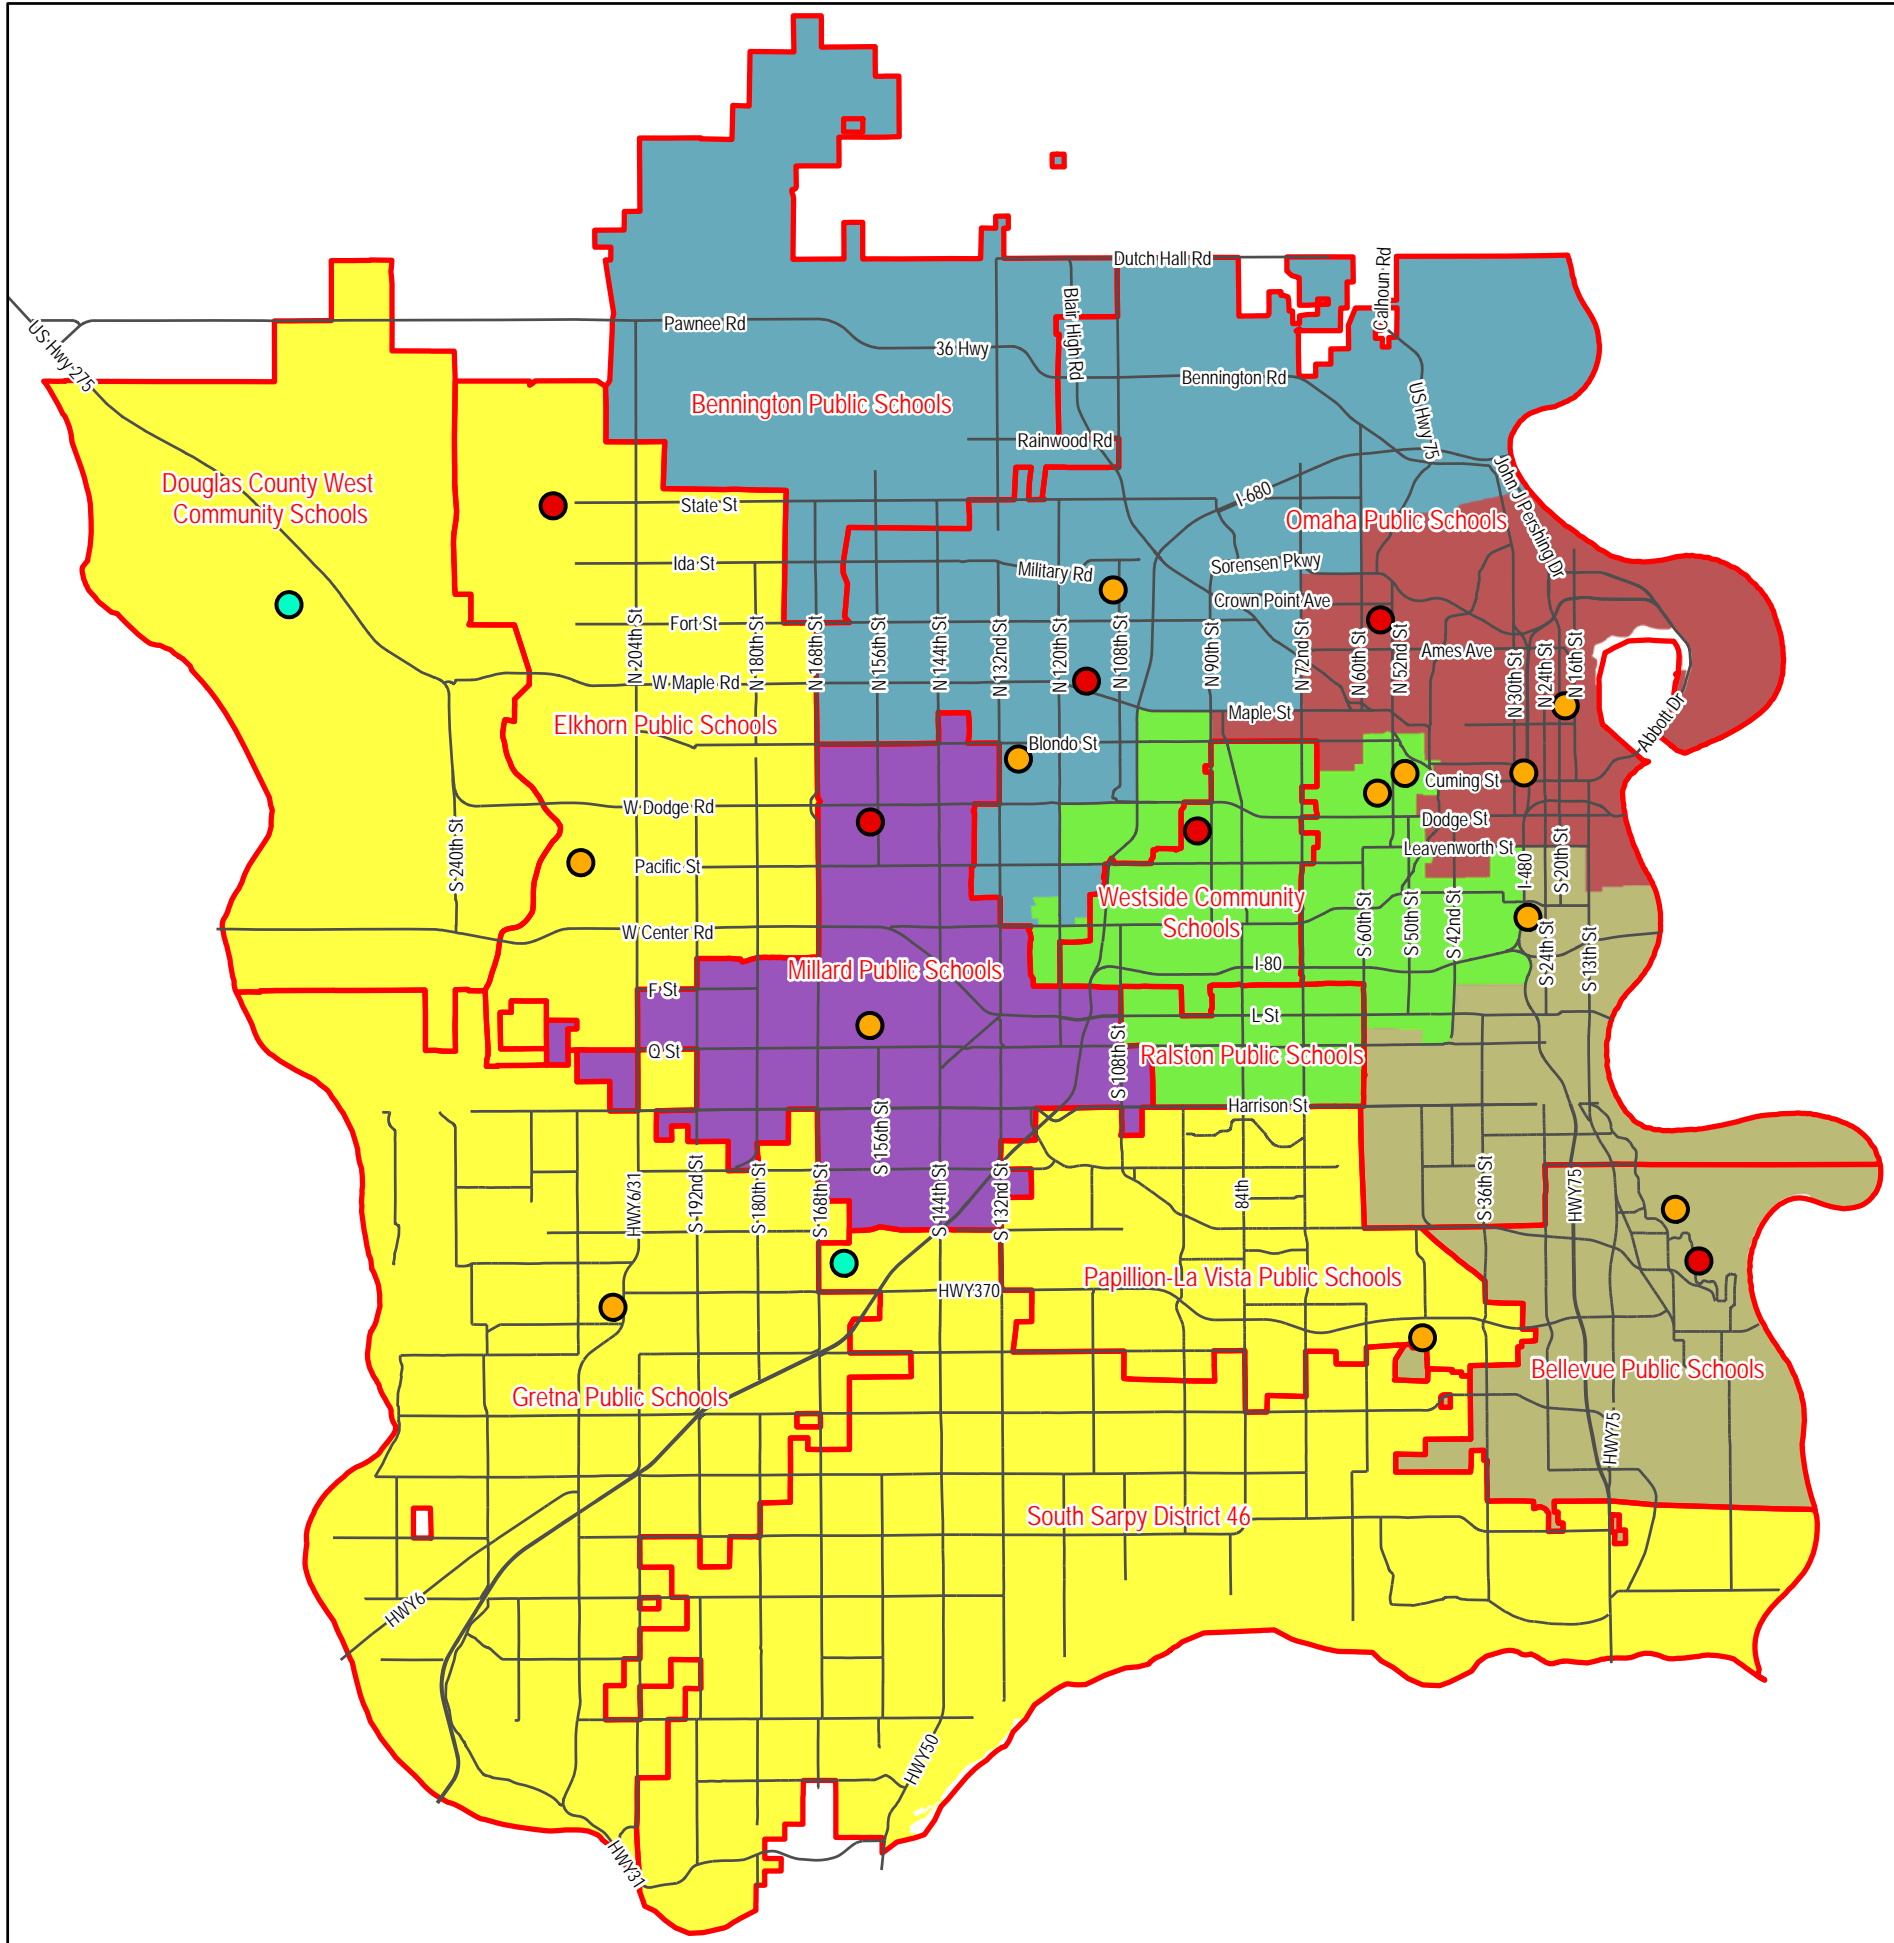 Dutch Hall Rd
Calhoun Rd
Blair High Rd
US Hwy 275
Pawnee Rd
36 Hwy
Bennington Rd
US Hwy 75
Bennington Public Schools
Rainwood Rd
Douglas County West
Community Schools
State St
I-680
John J Pershing Dr
Omaha Public Schools
Ida St
Military Rd
Sorensen Pkwy
Crown Point Ave
Fort St
N 204th St
N 180th St
N 168th St
N 156th St
N 144th St
N 132nd St
N 120th St
N 108th St
N 90th St
N 72nd St
N 60th St
N 52nd St
Ames Ave
N 30th St
N 24th St
N 16th St
W Maple Rd
Maple St
Abbott Dr
Elkhorn Public Schools
Blondo St
Cuming St
W Dodge Rd
Dodge St
S 240th St
Pacific St
Leavenworth St
I-480
S 20th St
Westside Community
Schools
W Center Rd
S 60th St
S 50th St
S 42nd St
S 24th St
S 13th St
Millard Public Schools
I-80
F St
L St
Q St
S 108th St
Ralston Public Schools
Harrison St
S 156th St
HWY 6/31
S 192nd St
S 180th St
S 168th St
S 144th St
S 132nd St
84th
S 36th St
HWY75
HWY370
Papillion-La Vista Public Schools
Bellevue Public Schools
Gretna Public Schools
HWY75
South Sarpy District 46
HWY6
HWY50
HWY31